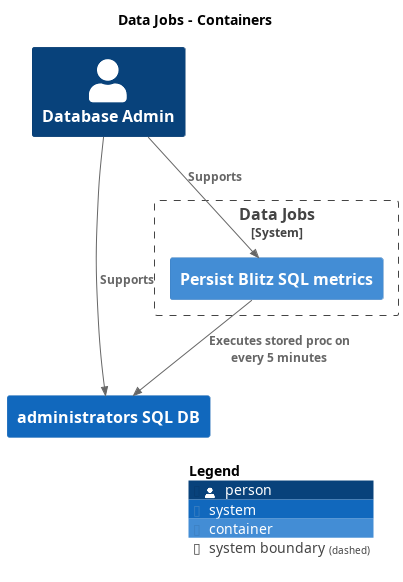 Data Jobs - Containers
Database Admin
Supports
Data Jobs
[System]
Persist Blitz SQL metrics
Supports
Executes stored proc on
every 5 minutes
administrators SQL DB
Legend
person
system
container
system boundary (dashed)